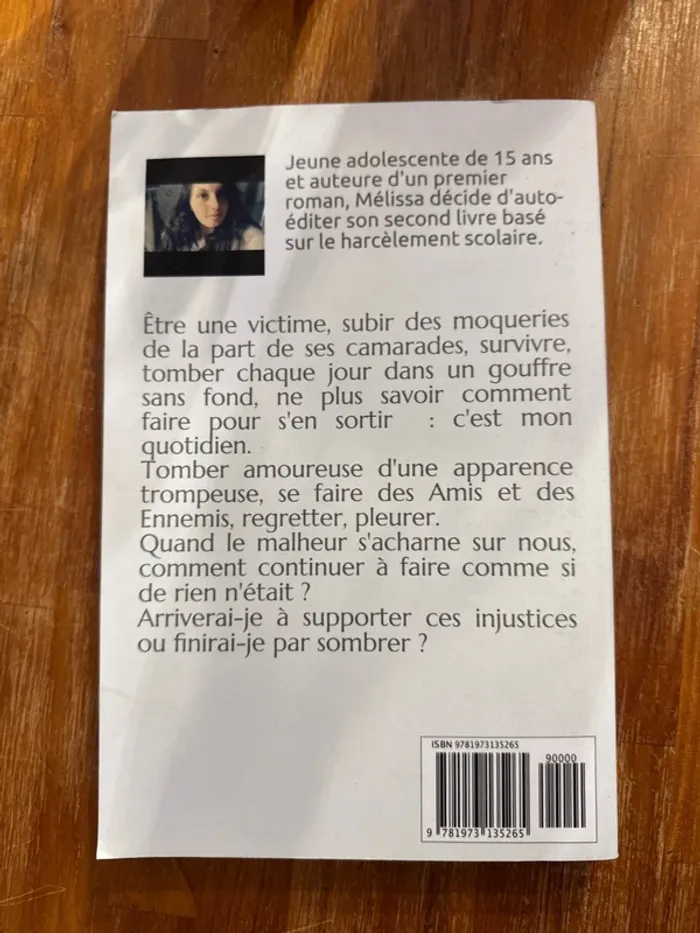 Jeune adolescente de 15 ans
et auteure d'un premier
roman, Mélissa décide d'auto-
éditer son second livre basé
sur le harcèlement scolaire.
Être une victime, subir des moqueries
de la part de ses camarades, survivre,
tomber chaque jour dans un gouffre
sans fond, ne plus savoir comment
faire pour s'en sortir : c'est mon
quotidien.
Tomber amoureuse d'une apparence
trompeuse, se faire des Amis et des
Ennemis, regretter, pleurer.
Quand le malheur s'acharne sur nous,
comment continuer à faire comme si
de rien n'était ?
Arriverai-je à supporter ces injustices
ou finirai-je par sombrer ?
ISBN 9781973135265
90000
9 781973 135265